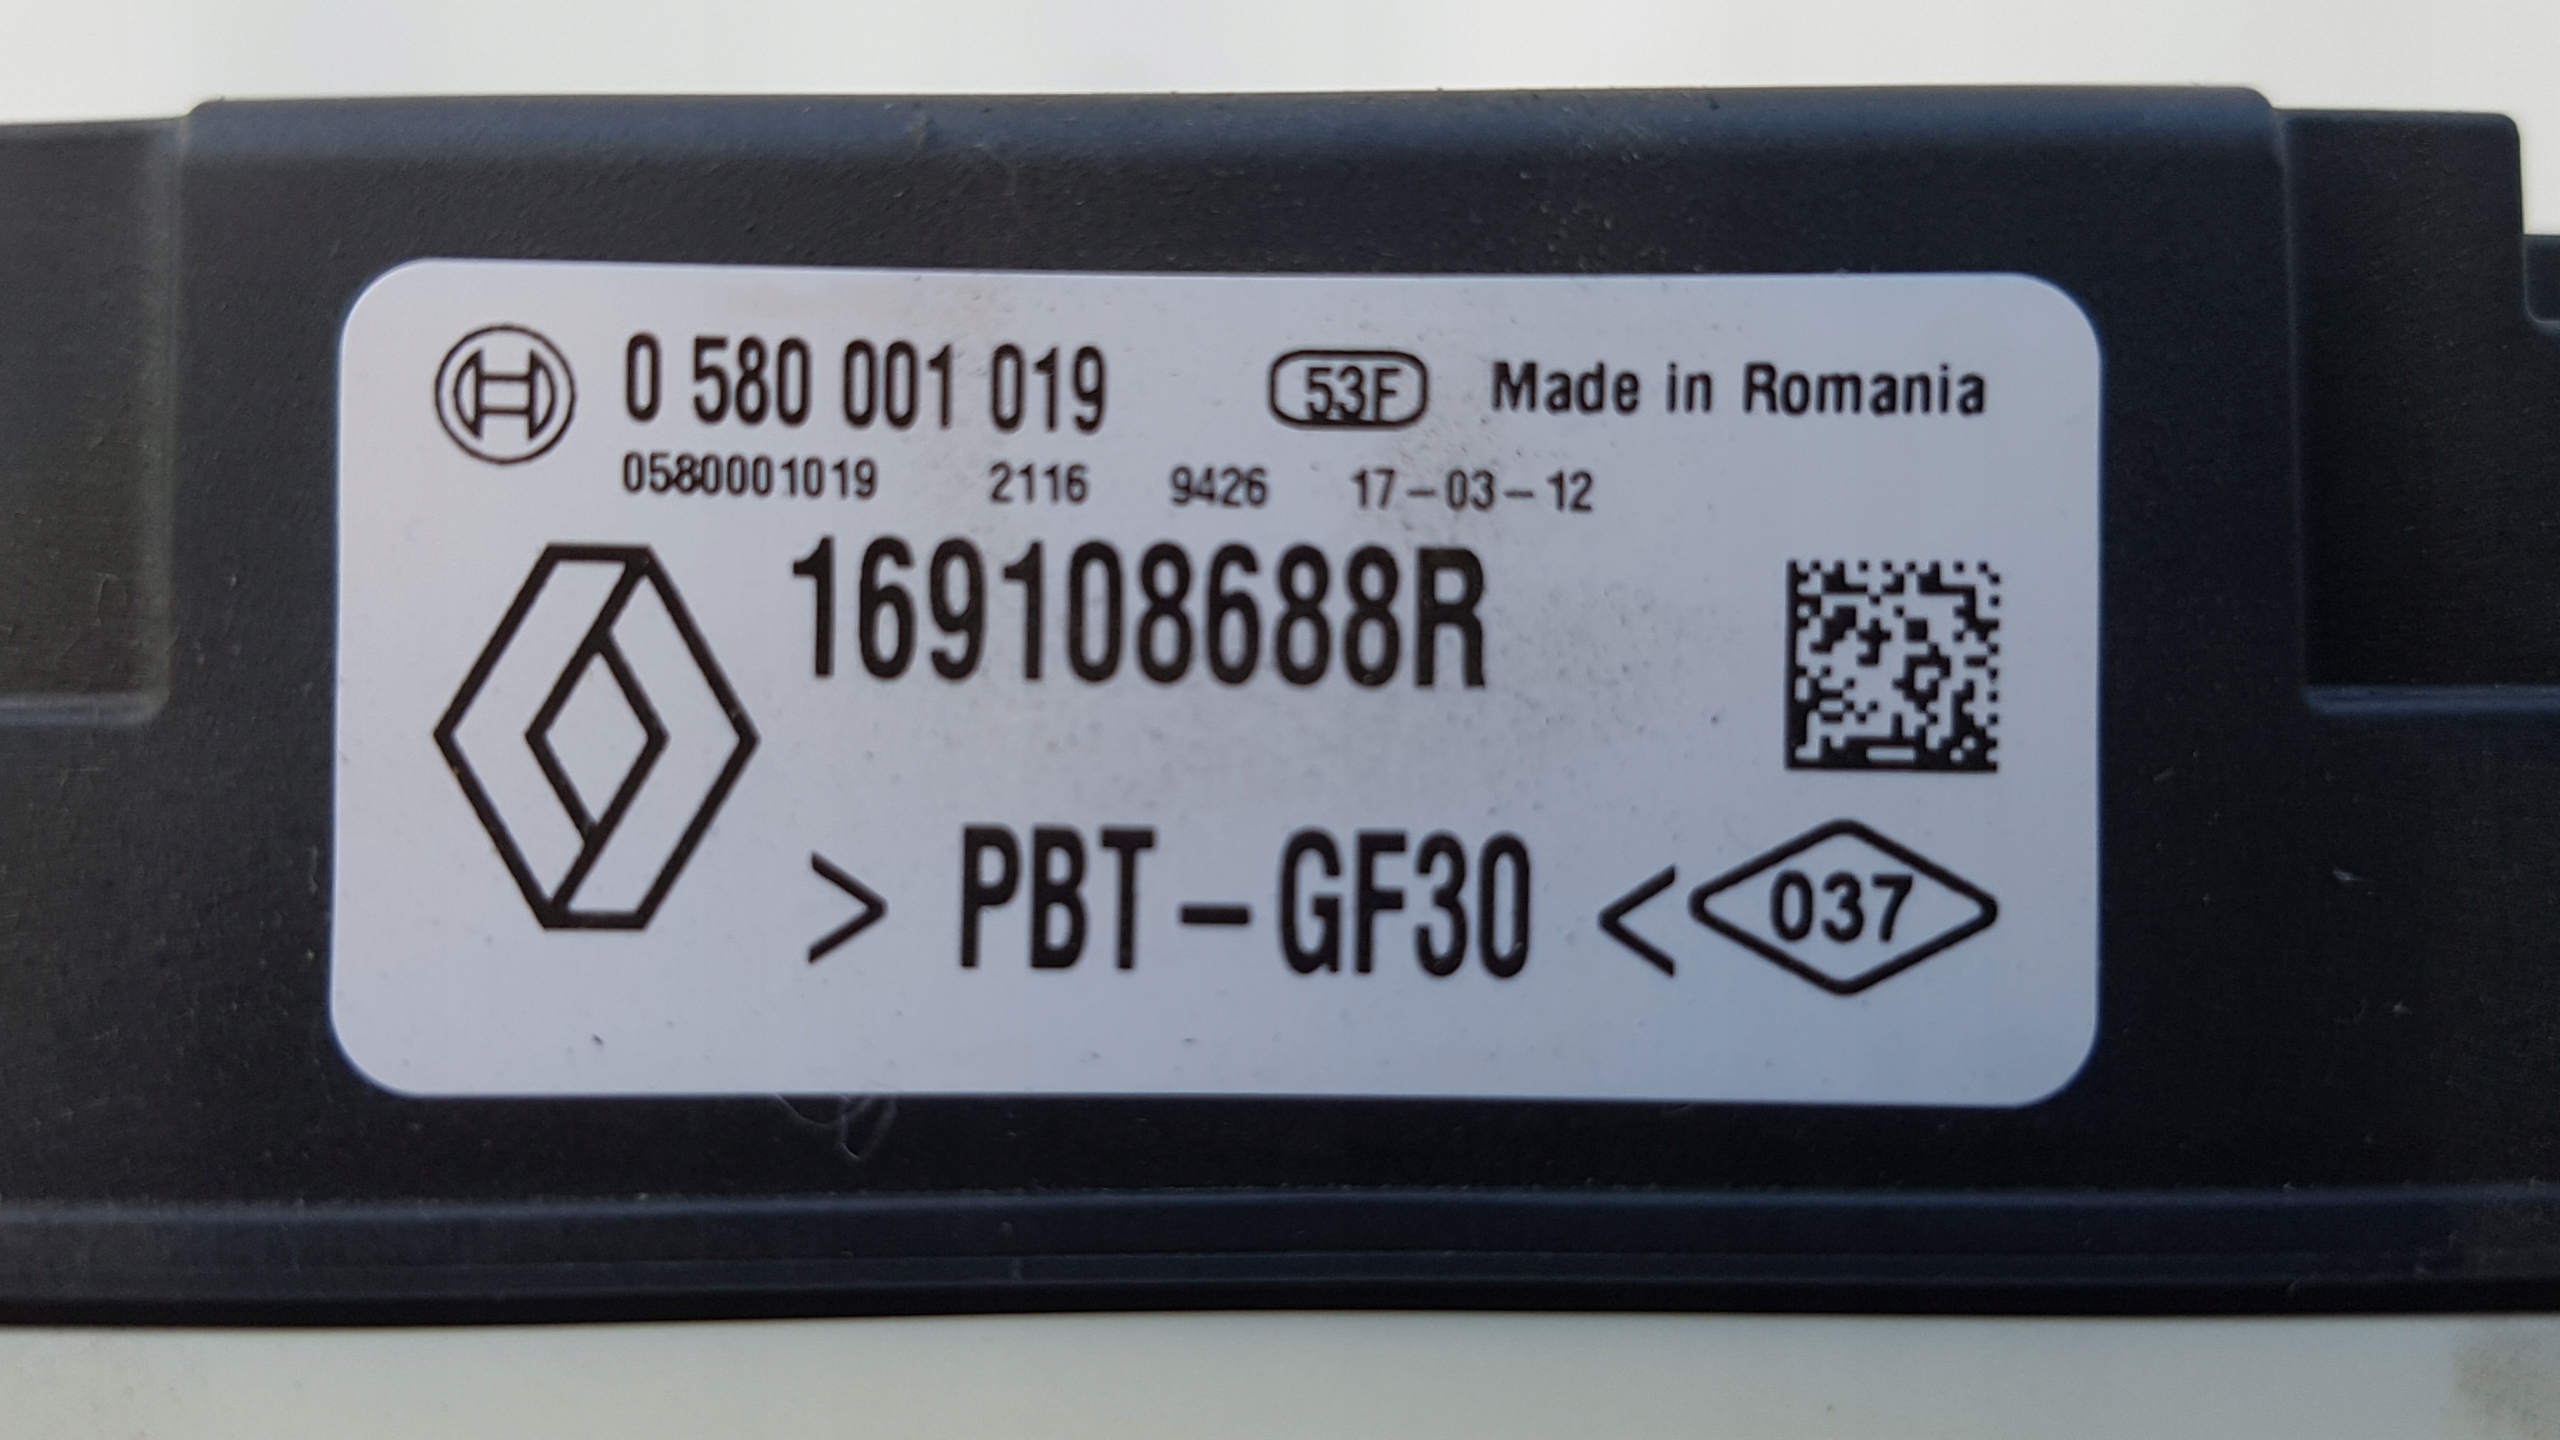 0 580 001 019 53F Made in Romania
0580001019 2116 9426 17-03-12
169108688R
> PBT-GF30 < 037